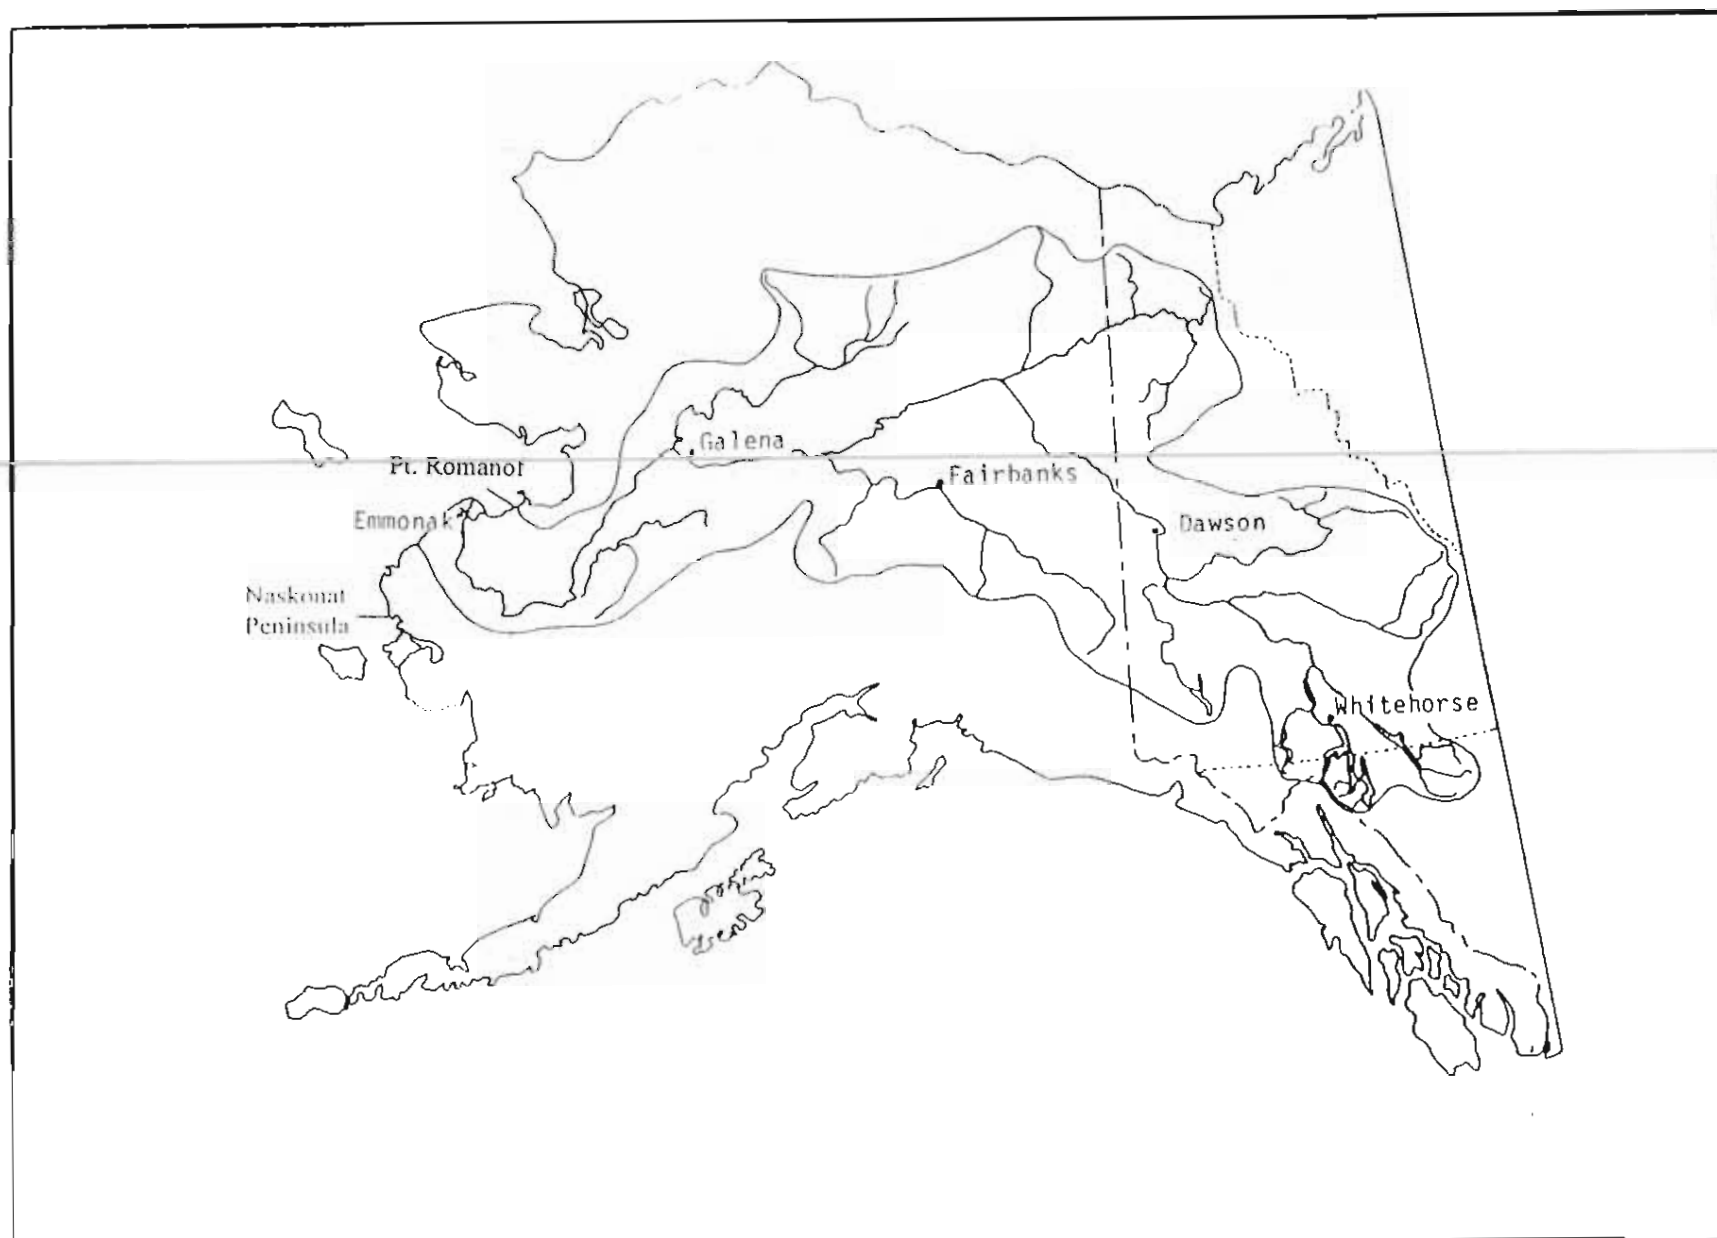 Galena
Pt. Romanof
Fairbanks
Emmonak
Dawson
Naskonat
Peninsula
Whitehorse